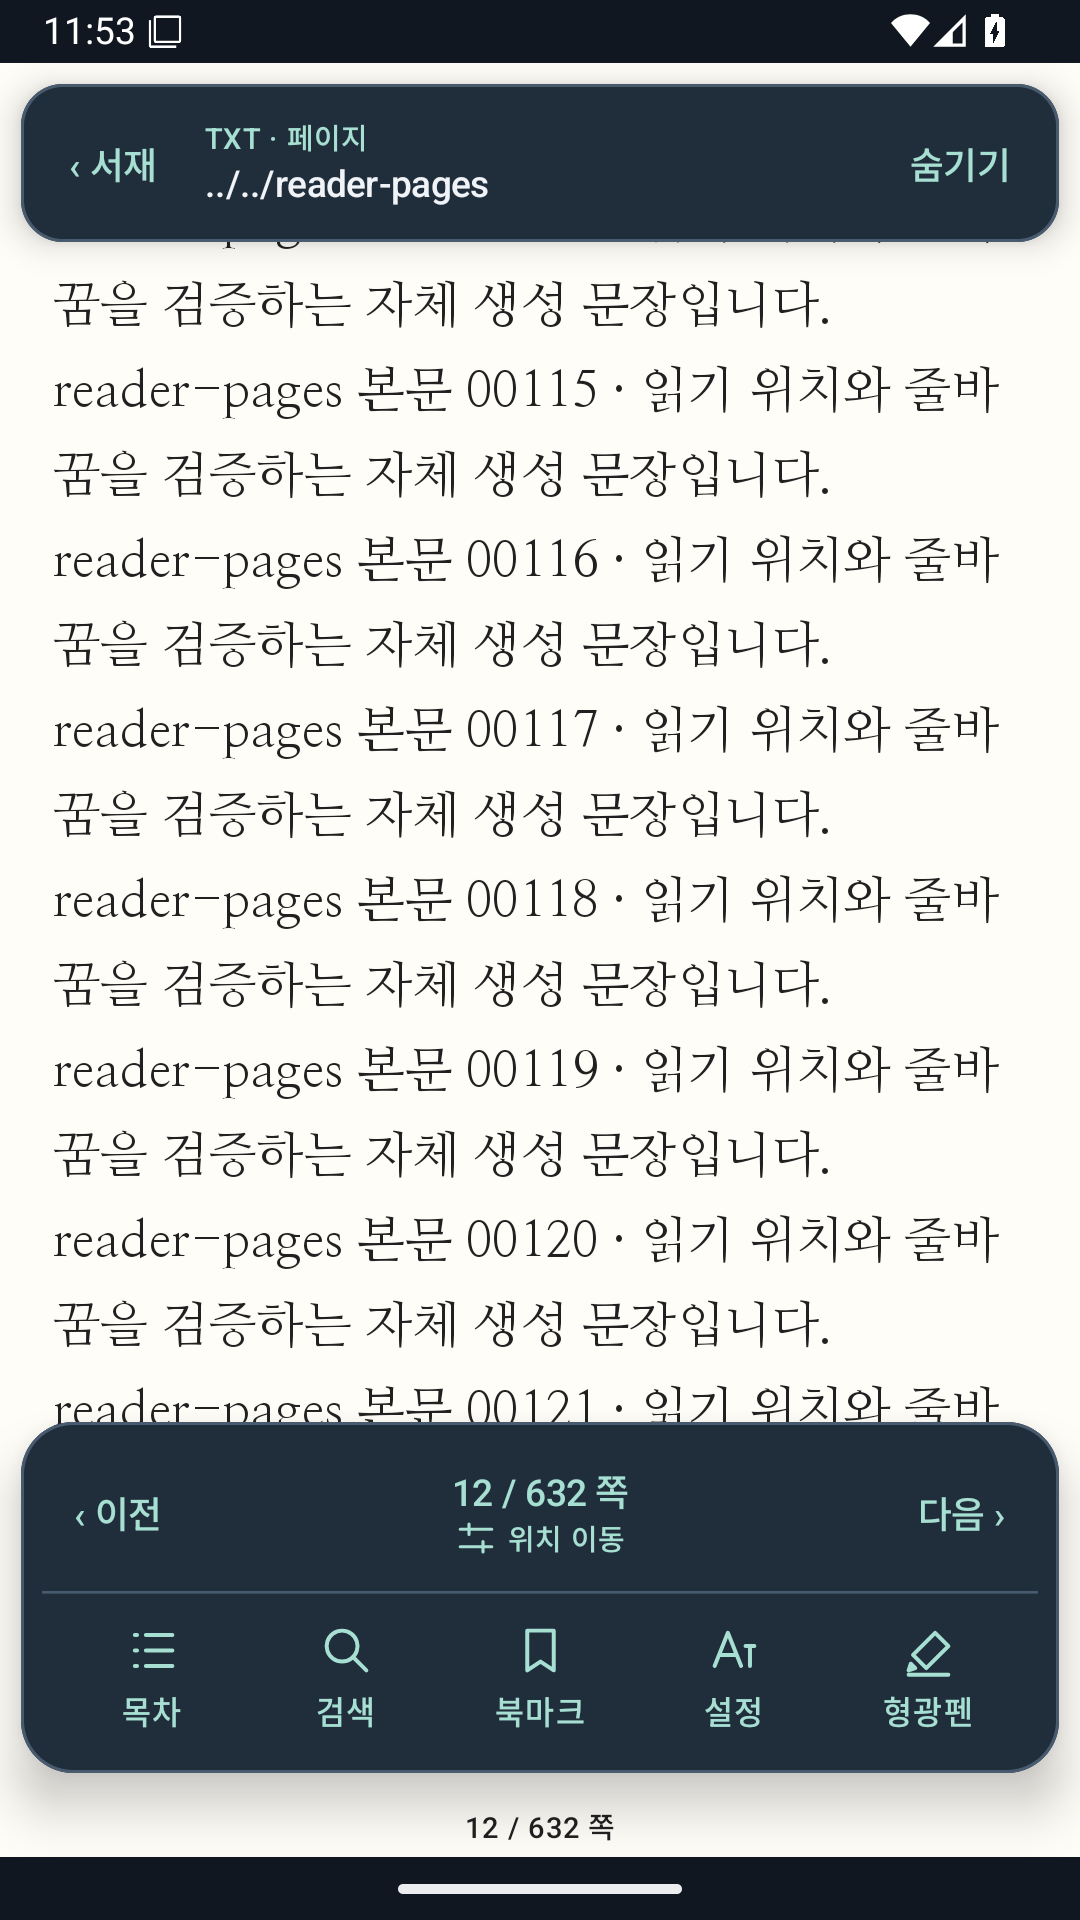 11:53
‹ 서재
TXT · 페이지
../../reader-pages
숨기기
꿈을 검증하는 자체 생성 문장입니다.
reader-pages 본문 00115 · 읽기 위치와 줄바
꿈을 검증하는 자체 생성 문장입니다.
reader-pages 본문 00116 · 읽기 위치와 줄바
꿈을 검증하는 자체 생성 문장입니다.
reader-pages 본문 00117 · 읽기 위치와 줄바
꿈을 검증하는 자체 생성 문장입니다.
reader-pages 본문 00118 · 읽기 위치와 줄바
꿈을 검증하는 자체 생성 문장입니다.
reader-pages 본문 00119 · 읽기 위치와 줄바
꿈을 검증하는 자체 생성 문장입니다.
reader-pages 본문 00120 · 읽기 위치와 줄바
꿈을 검증하는 자체 생성 문장입니다.
reader-pages 본문 00121 · 읽기 위치와 줄바
‹ 이전
12 / 632 쪽
위치 이동
다음 ›
목차
검색
북마크
설정
형광펜
12 / 632 쪽